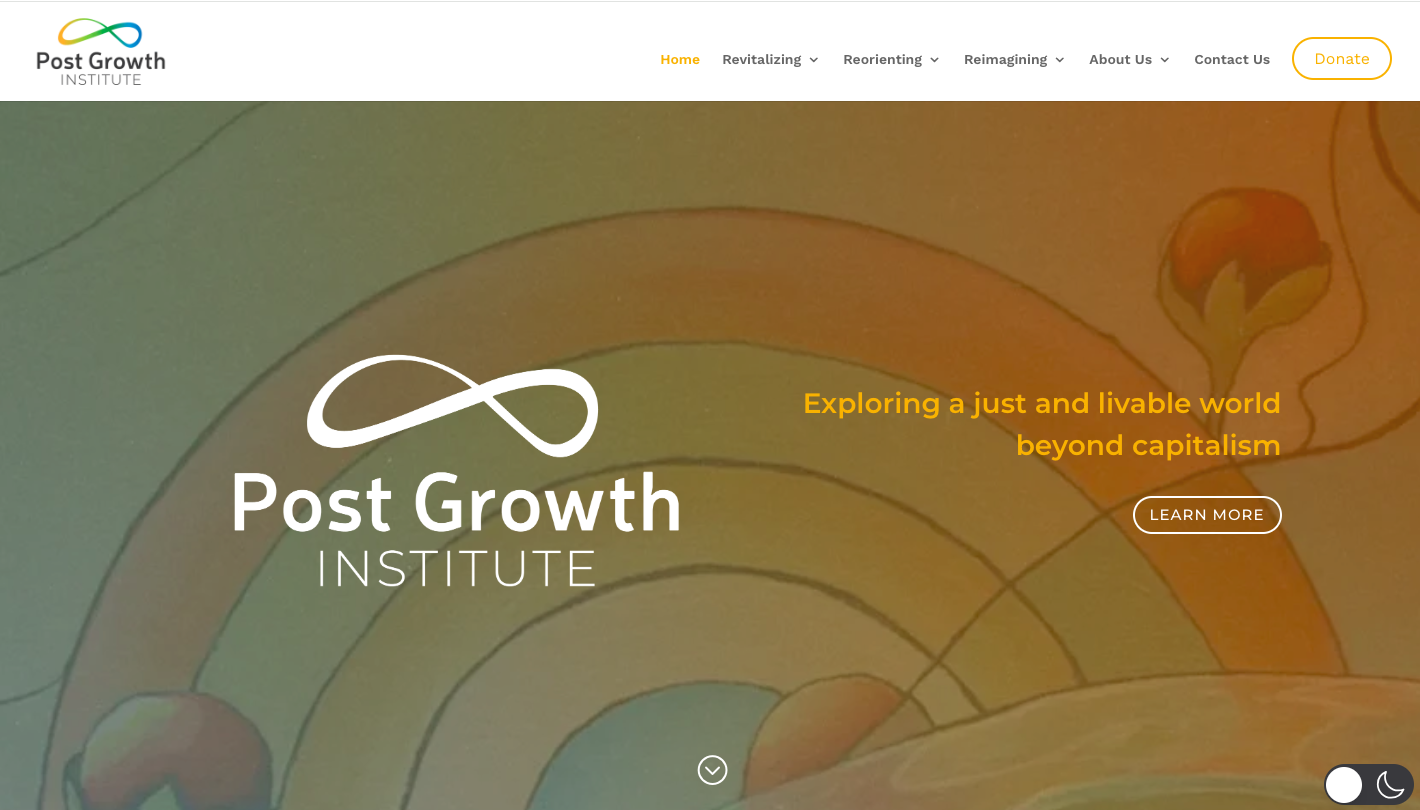 Post Growth
INSTITUTE
Home Revitalizing Reorienting Reimagining About Us Contact Us Donate
Exploring a just and livable world
beyond capitalism
LEARN MORE
Post Growth
INSTITUTE